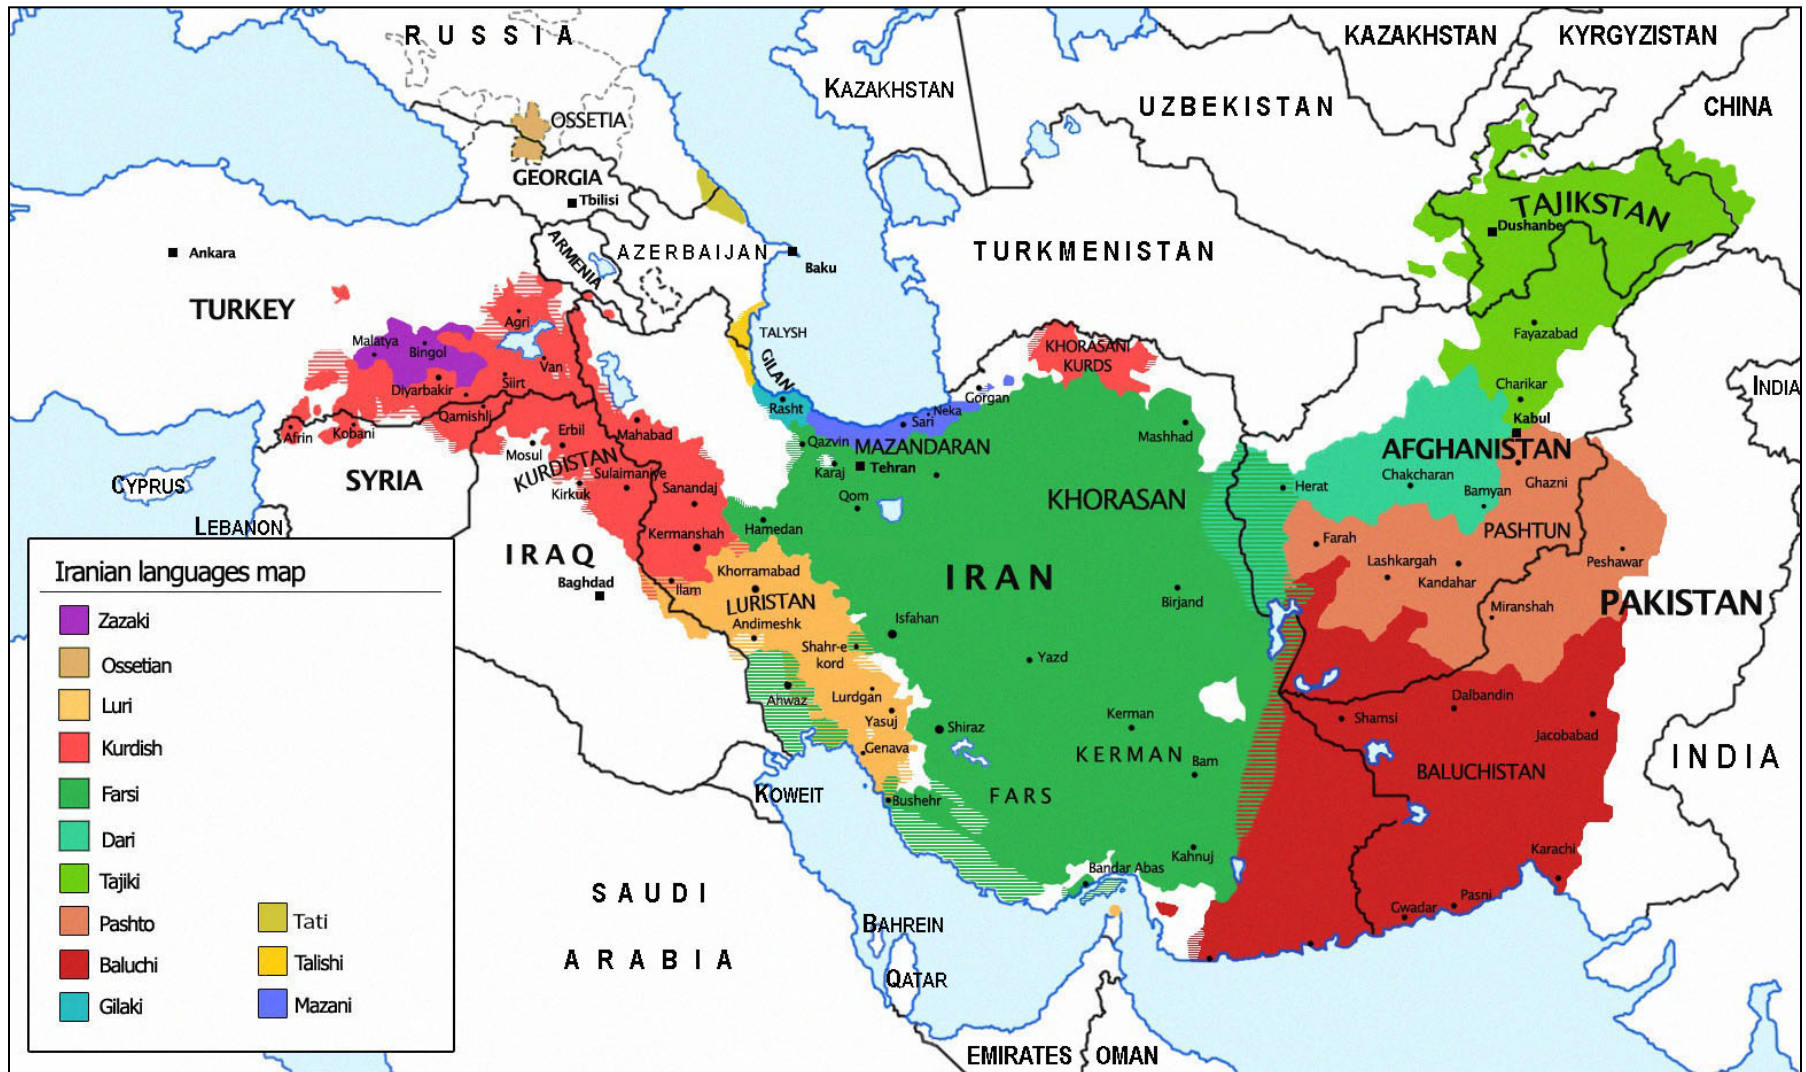 RUSSIA
KAZAKHSTAN
KYRGYZISTAN
KAZAKHSTAN
UZBEKISTAN
CHINA
OSSETIA
GEORGIA
Tbilisi
TAJIKSTAN
Dushanbe
ARMENIA
AZERBAIJAN
Baku
TURKMENISTAN
Ankara
TURKEY
Agri
TALYSH
Malatya
Bingol
Van
Siirt
Diyarbakir
GILAN
KHORASANI
KURDS
Fayazabad
INDIA
Charikar
Gorgan
Rasht
Neka
Sari
Qamishli
Afrin
Kobani
Erbil
Mahabad
Mosul
KURDISTAN
Sulaimaniye
Kirkuk
Sanandaj
Qazvin
MAZANDARAN
Karaj
Tehran
Mashhad
Kabul
AFGHANISTAN
Chakcharan
Bamyan
Ghazni
Herat
KHORASAN
Qom
SYRIA
CYPRUS
LEBANON
Hamedan
Kermanshah
IRAQ
Baghdad
Ilam
Khorramabad
LURISTAN
Andimeshk
IRAN
Birjand
PASHTUN
Farah
Lashkargah
Kandahar
Peshawar
Miranshah
PAKISTAN
Isfahan
Shahr-e
kord
Yazd
Ahwaz
Lurdgan
Yasuj
Genava
Shiraz
Kerman
KERMAN
Bam
FARS
Dalbandin
Shamsi
Jacobabad
BALUCHISTAN
INDIA
KOWEIT
Bushehr
Kahnuj
Bandar Abas
Karachi
Pasni
Gwadar
SAUDI
ARABIA
BAHREIN
QATAR
EMIRATES
OMAN
Iranian languages map
Zazaki
Ossetian
Luri
Kurdish
Farsi
Dari
Tajiki
Pashto
Baluchi
Gilaki
Tati
Talishi
Mazani